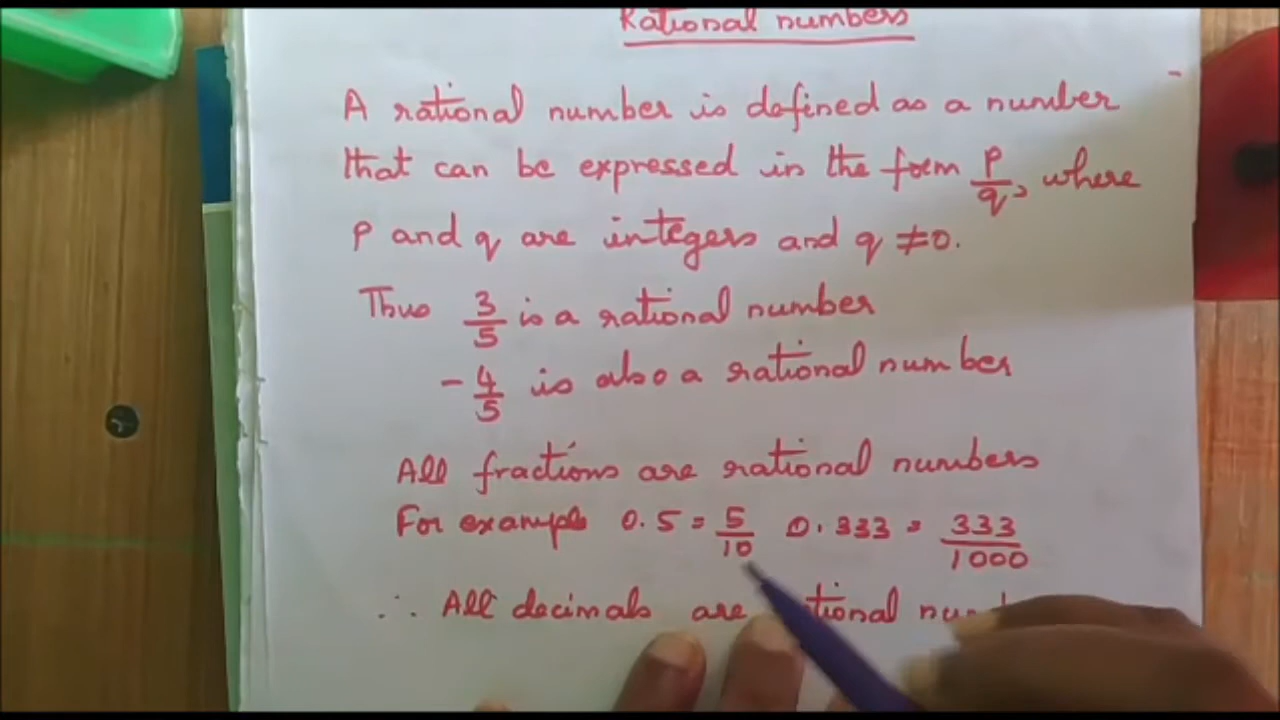 Rational numbers
A rational number is defined as a number
that can be expressed in the form p/q, where
p and q are integers and q ≠ 0.
Thus 3/5 is a rational number
- 4/5 is also a rational number
All fractions are rational numbers
For example 0.5 = 5/10 0.333 = 333/1000
∴ All decimals are